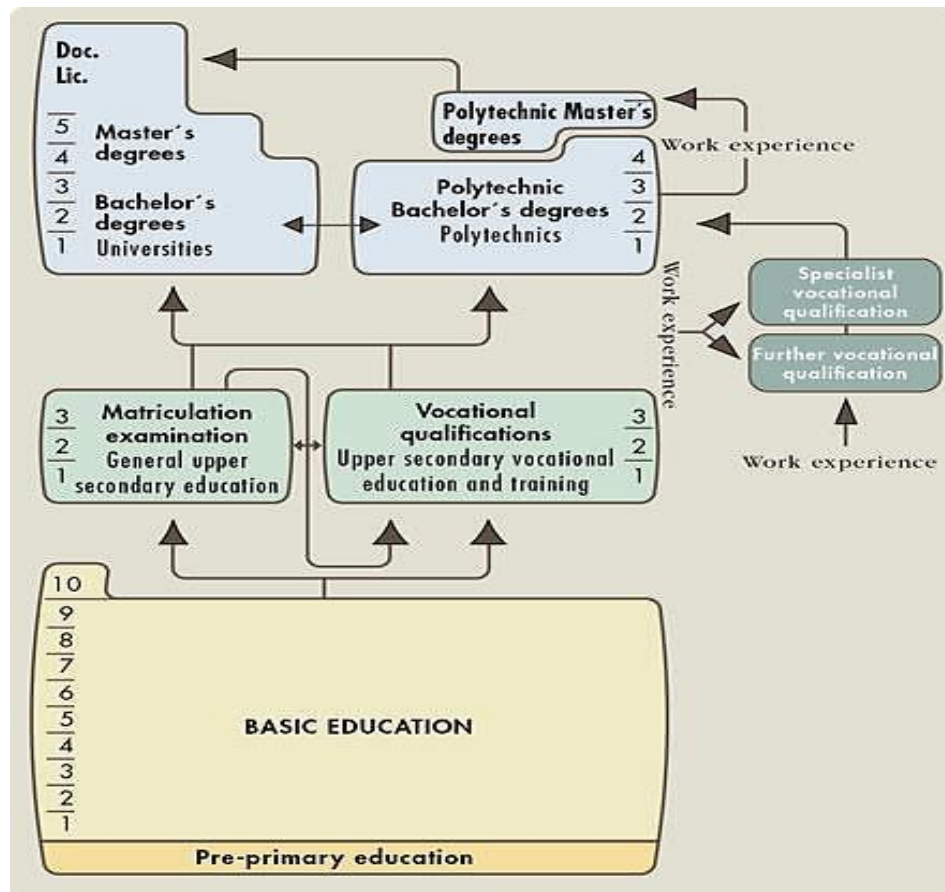 Doc.
Lic.
5
4
3
2
1
Master´s
degrees
Bachelor´s
degrees
Universities
Polytechnic Master´s
degrees
Work experience
Polytechnic
Bachelor´s degrees
Polytechnics
4
3
2
1
Work experience
Specialist
vocational
qualification
Further vocational
qualification
Work experience
3
2
1
Matriculation
examination
General upper
secondary education
Vocational
qualifications
Upper secondary vocational
education and training
3
2
1
10
9
8
7
6
5
4
3
2
1
BASIC EDUCATION
Pre-primary education